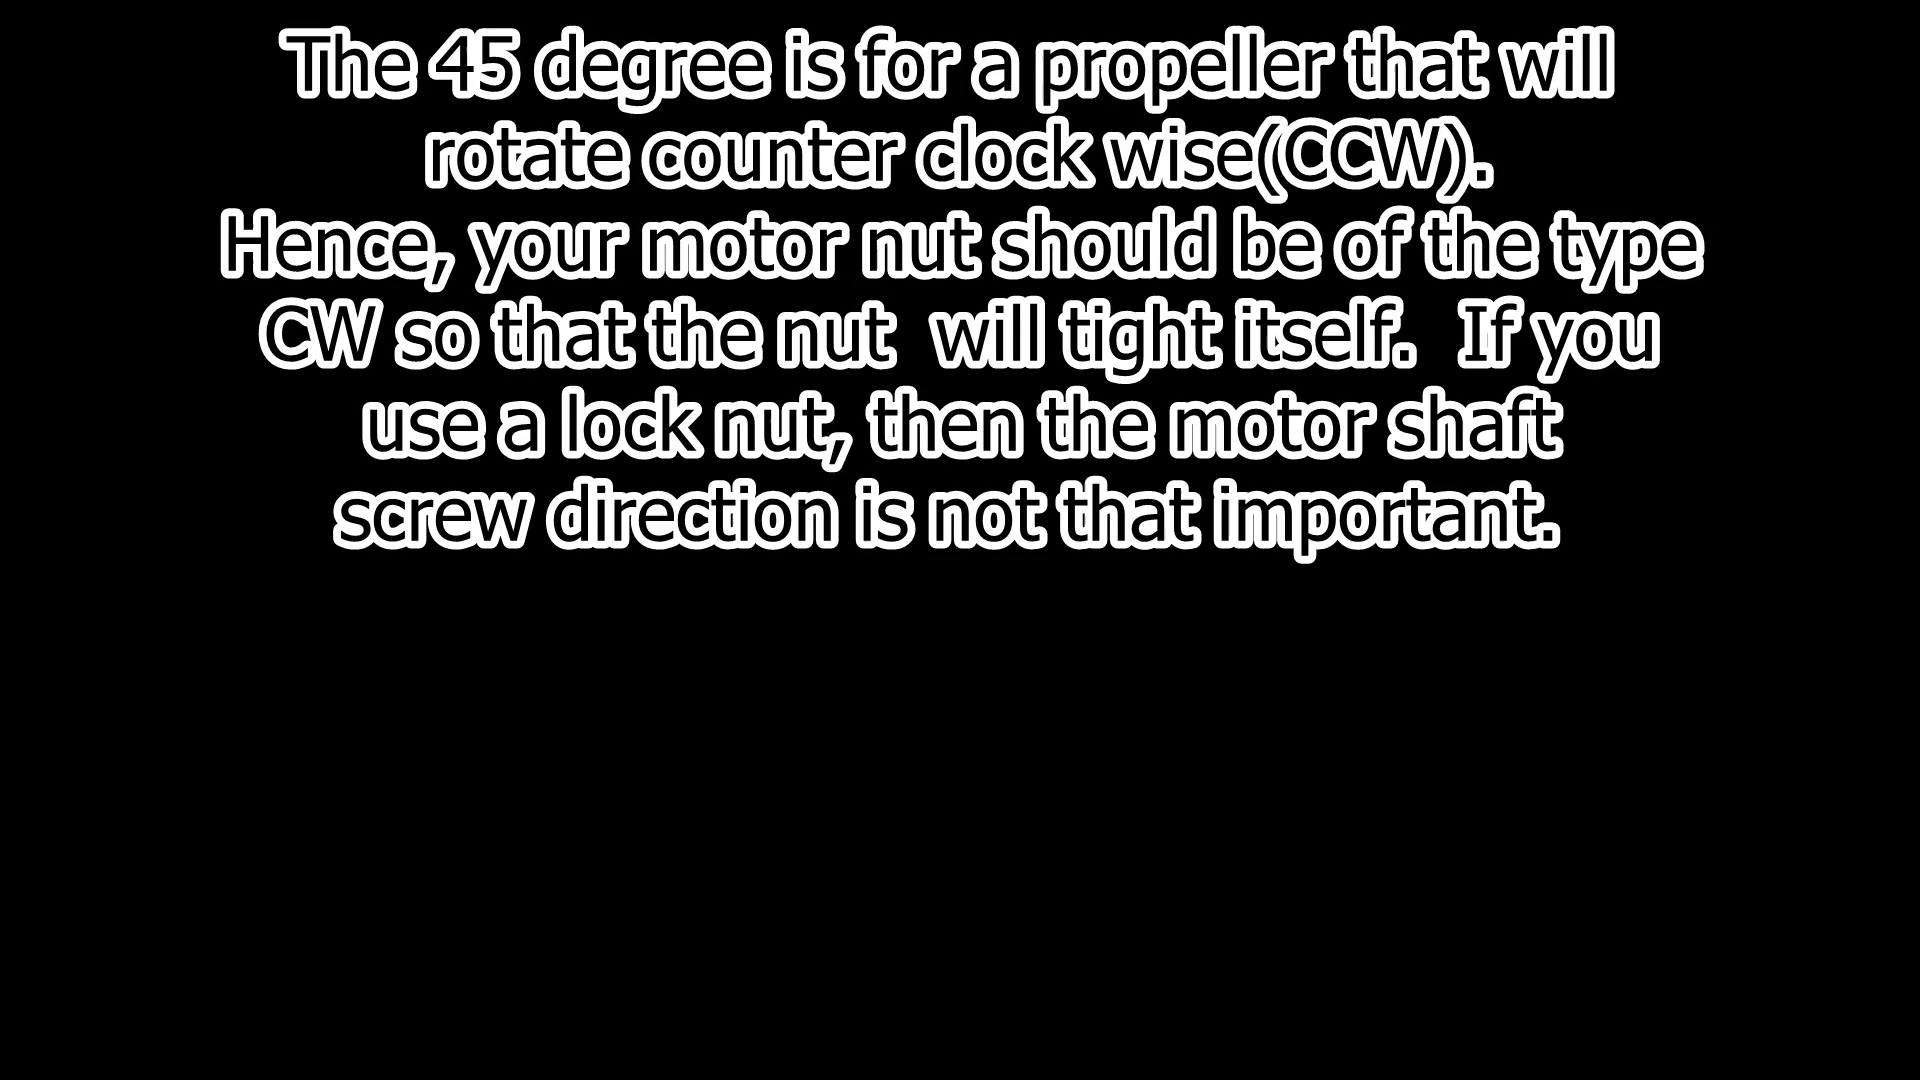 The 45 degree is for a propeller that will
rotate counter clock wise(CCW).
Hence, your motor nut should be of the type
CW so that the nut  will tight itself.  If you
use a lock nut, then the motor shaft
screw direction is not that important.